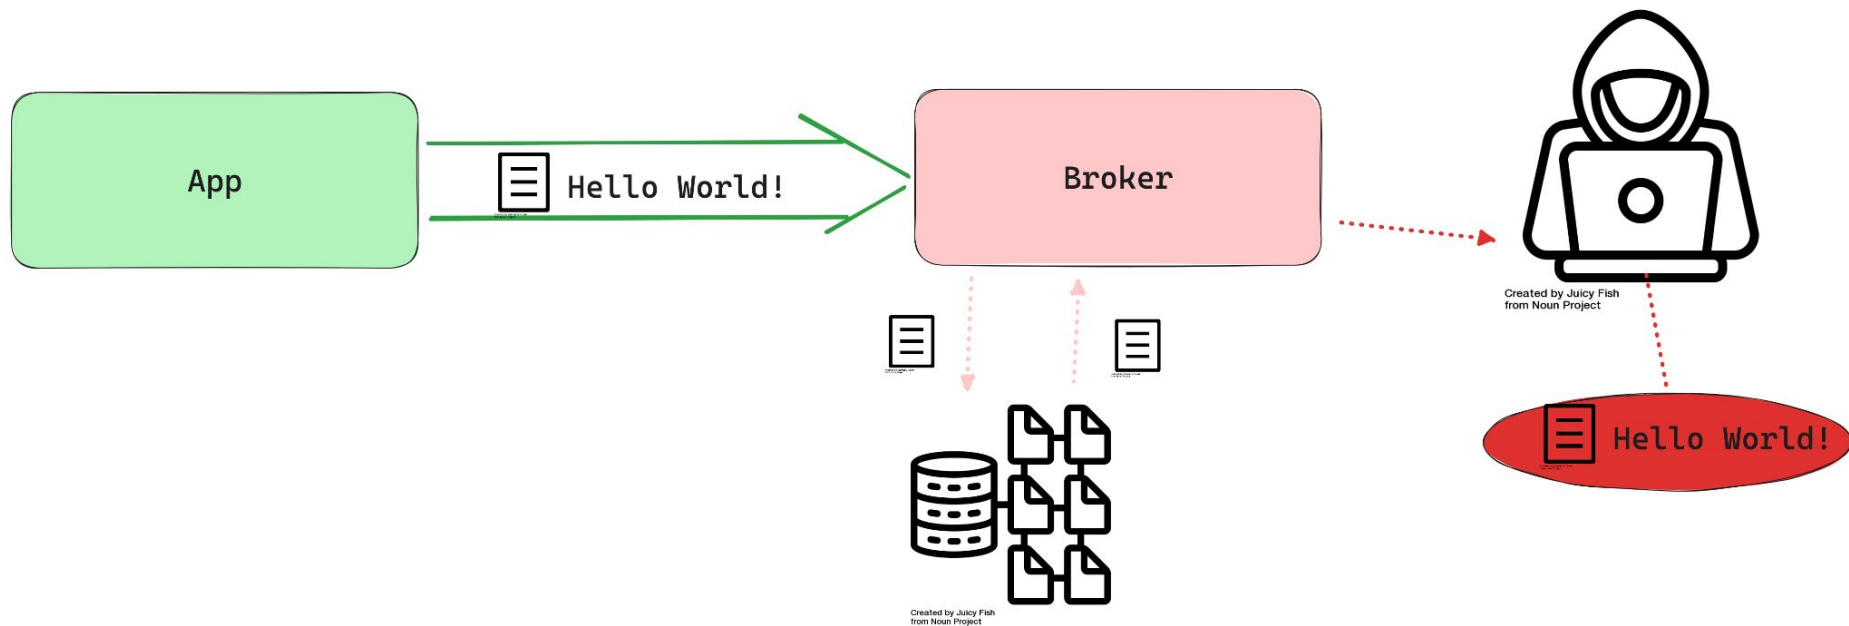 App
Hello World!
Broker
Created by Juicy Fish
from Noun Project
Hello World!
Created by Juicy Fish
from Noun Project